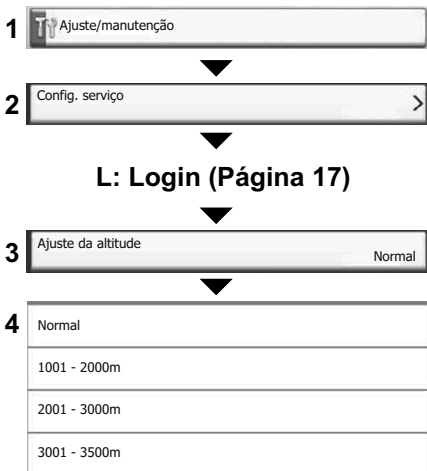 1 Ajuste/manutenção
2 Config. serviço
L: Login (Página 17)
3 Ajuste da altitude Normal
4 Normal
1001 - 2000m
2001 - 3000m
3001 - 3500m